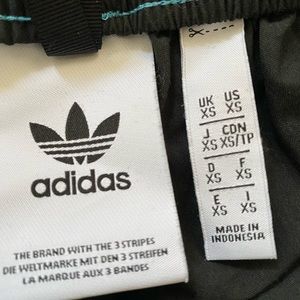 adidas
THE BRAND WITH THE 3 STRIPES
DIE WELTMARKE MIT DEN 3 STREIFEN
LA MARQUE AUX 3 BANDES
UK US
XS XS
J CDN
XS XS/TP
D F
XS XS
E I
XS XS
MADE IN
INDONESIA